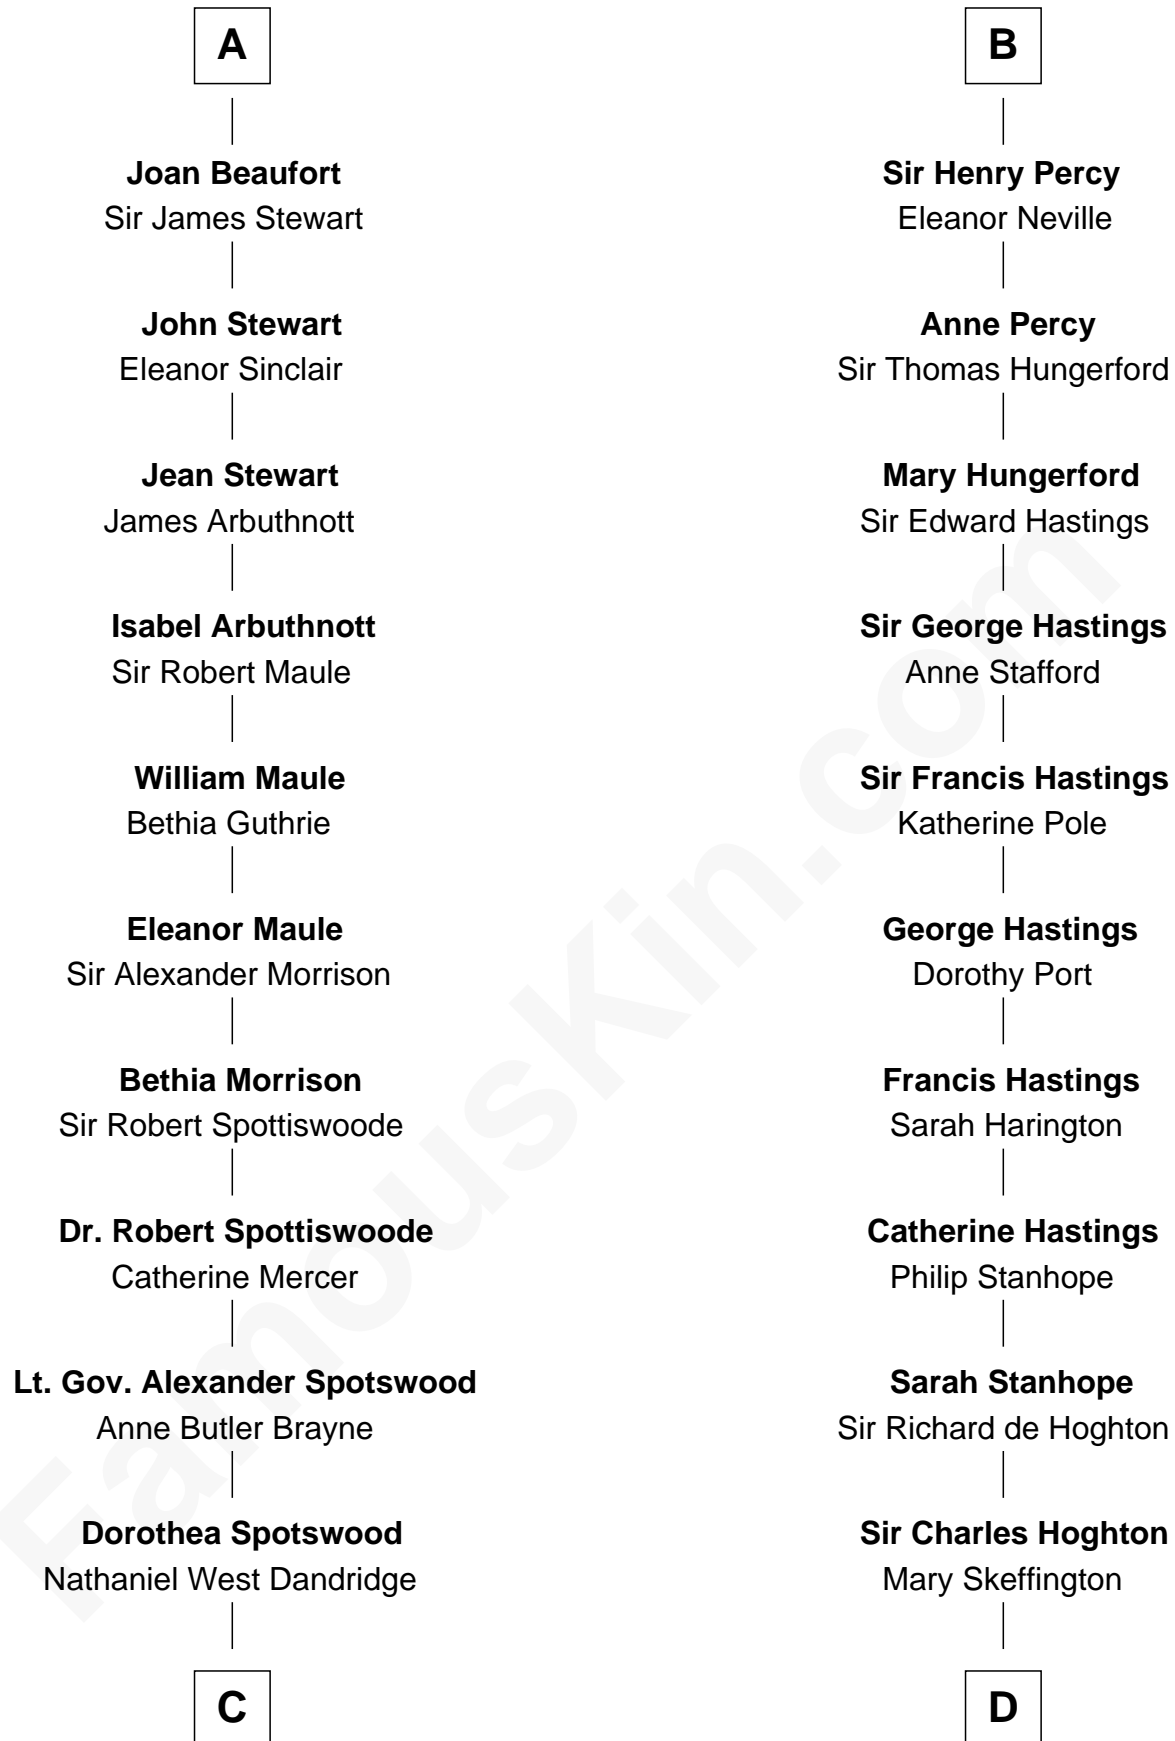 A
Joan Beaufort
Sir James Stewart
John Stewart
Eleanor Sinclair
Jean Stewart
James Arbuthnott
Isabel Arbuthnott
Sir Robert Maule
William Maule
Bethia Guthrie
Eleanor Maule
Sir Alexander Morrison
Bethia Morrison
Sir Robert Spottiswoode
Dr. Robert Spottiswoode
Catherine Mercer
Lt. Gov. Alexander Spotswood
Anne Butler Brayne
Dorothea Spotswood
Nathaniel West Dandridge
C
B
Sir Henry Percy
Eleanor Neville
Anne Percy
Sir Thomas Hungerford
Mary Hungerford
Sir Edward Hastings
Sir George Hastings
Anne Stafford
Sir Francis Hastings
Katherine Pole
George Hastings
Dorothy Port
Francis Hastings
Sarah Harington
Catherine Hastings
Philip Stanhope
Sarah Stanhope
Sir Richard de Hoghton
Sir Charles Hoghton
Mary Skeffington
D
FamousKin.com